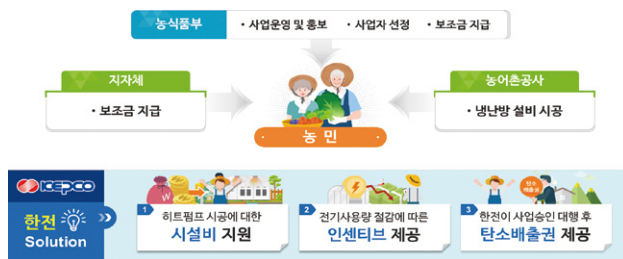 농식품부
• 사업운영 및 홍보 • 사업자 선정 • 보조금 지급
지자체
• 보조금 지급
농어촌공사
• 냉난방 설비 시공
농 민
KEPCO
한전
Solution
1
히트펌프 시공에 대한
시설비 지원
2
전기사용량 절감에 따른
인센티브 제공
탄소
배출권
3
한전이 사업승인 대행 후
탄소배출권 제공